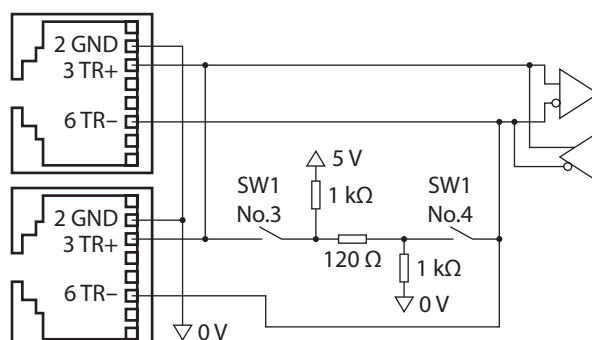 2 GND
3 TR+
6 TR−
5 V
SW1
No.3
1 kΩ
SW1
No.4
2 GND
3 TR+
120 Ω
1 kΩ
6 TR−
0 V
0 V